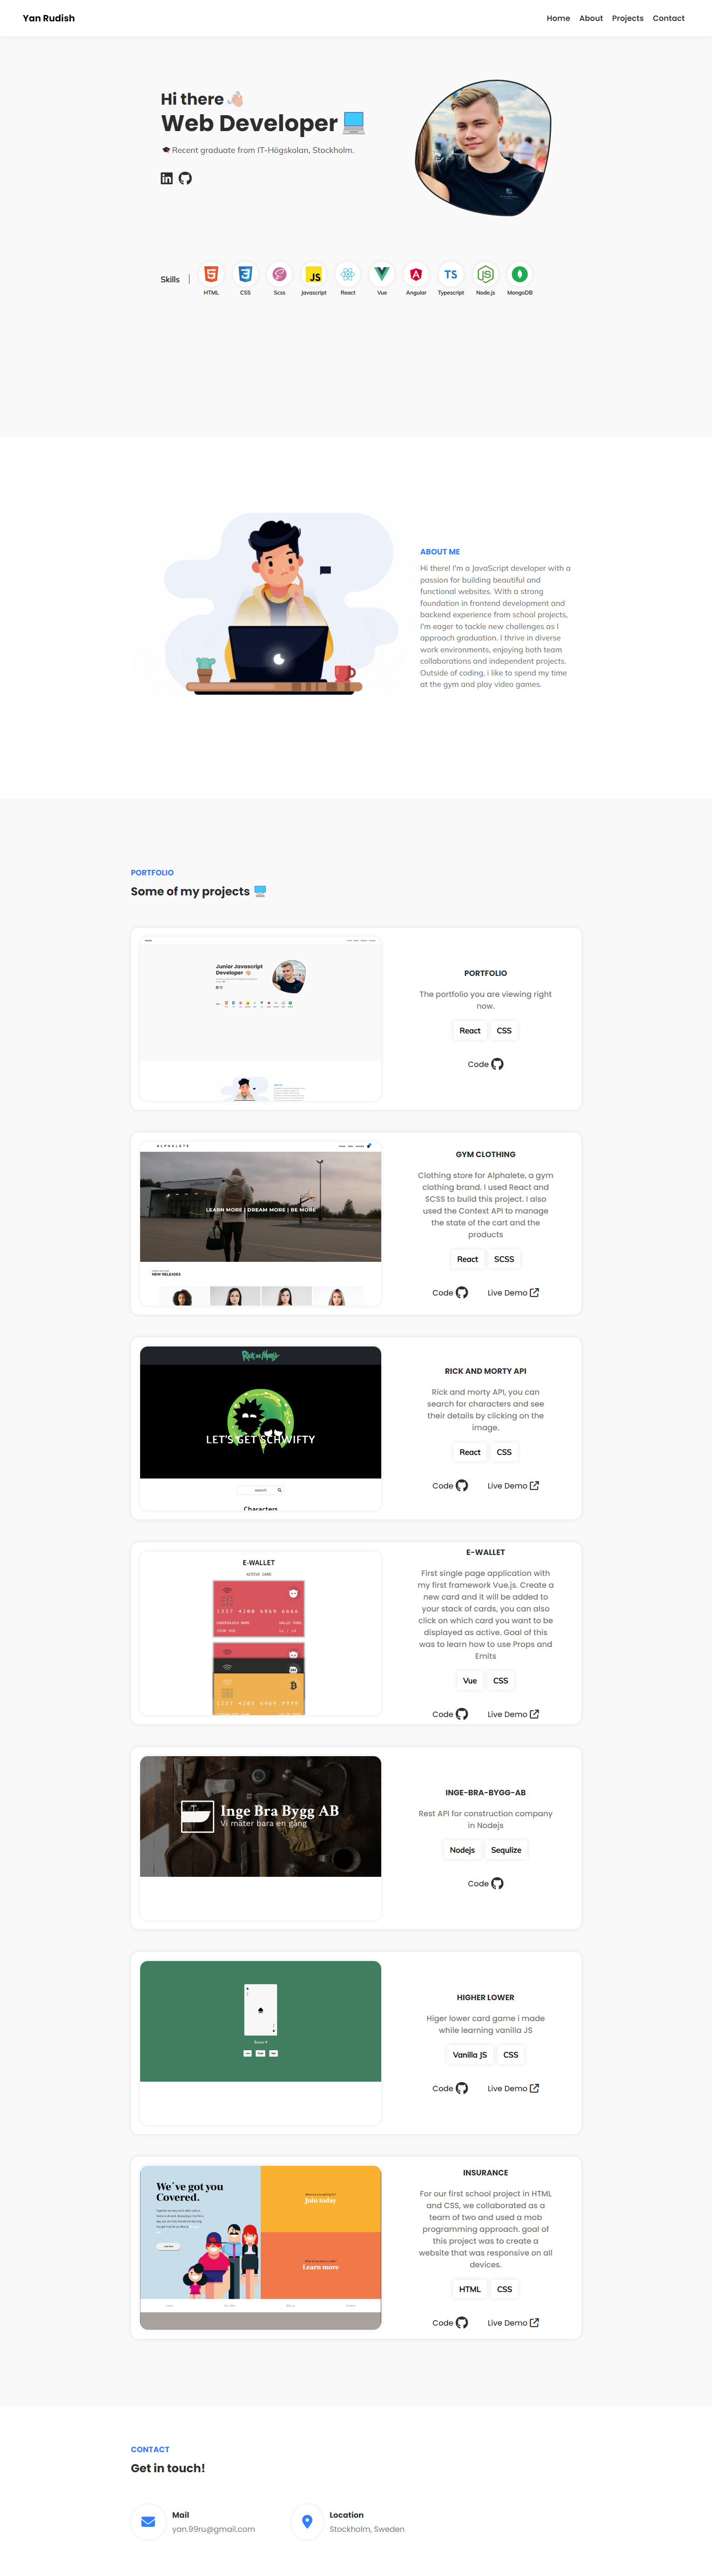 Yan Rudish
Home About Projects Contact
Hi there
Web Developer
Recent graduate from IT-Högskolan, Stockholm.
Skills
HTML CSS Scss Javascript React Vue Angular Typescript Node.js MongoDB
ABOUT ME
Hi there! I'm a JavaScript developer with a
passion for building beautiful and
functional websites. With a strong
foundation in frontend development and
backend experience from school projects,
I'm eager to tackle new challenges as I
approach graduation. I thrive in diverse
work environments, enjoying both team
collaborations and independent projects.
Outside of coding, i like to spend my time
at the gym and play video games.
PORTFOLIO
Some of my projects
Junior Javascript
Developer
PORTFOLIO
The portfolio you are viewing right
now.
React CSS
Code
ALPHALETE
LEARN MORE | DREAM MORE | BE MORE
NEW RELEASES
GYM CLOTHING
Clothing store for Alphalete, a gym
clothing brand. I used React and
SCSS to build this project. I also
used the Context API to manage
the state of the cart and the
products
React SCSS
Code Live Demo
Rick and Morty
LET'S GET SCHWIFTY
search
Characters
RICK AND MORTY API
Rick and morty API, you can
search for characters and see
their details by clicking on the
image.
React CSS
Code Live Demo
E-WALLET
ACTIVE CARD
1337 4200 6969 6666
CARDHOLDER NAME VALID THRU
1337 4201 6969 9999
E-WALLET
First single page application with
my first framework Vue.js. Create a
new card and it will be added to
your stack of cards, you can also
click on which card you want to be
displayed as active. Goal of this
was to learn how to use Props and
Emits
Vue CSS
Code Live Demo
Inge Bra Bygg AB
Vi mäter bara en gång
INGE-BRA-BYGG-AB
Rest API for construction company
in Nodejs
Nodejs Sequlize
Code
HIGHER LOWER
Higer lower card game i made
while learning vanilla JS
Vanilla JS CSS
Code Live Demo
We´ve got you
Covered.
Join today
Learn more
INSURANCE
For our first school project in HTML
and CSS, we collaborated as a
team of two and used a mob
programming approach. goal of
this project was to create a
website that was responsive on all
devices.
HTML CSS
Code Live Demo
CONTACT
Get in touch!
Mail
yan.99ru@gmail.com
Location
Stockholm, Sweden